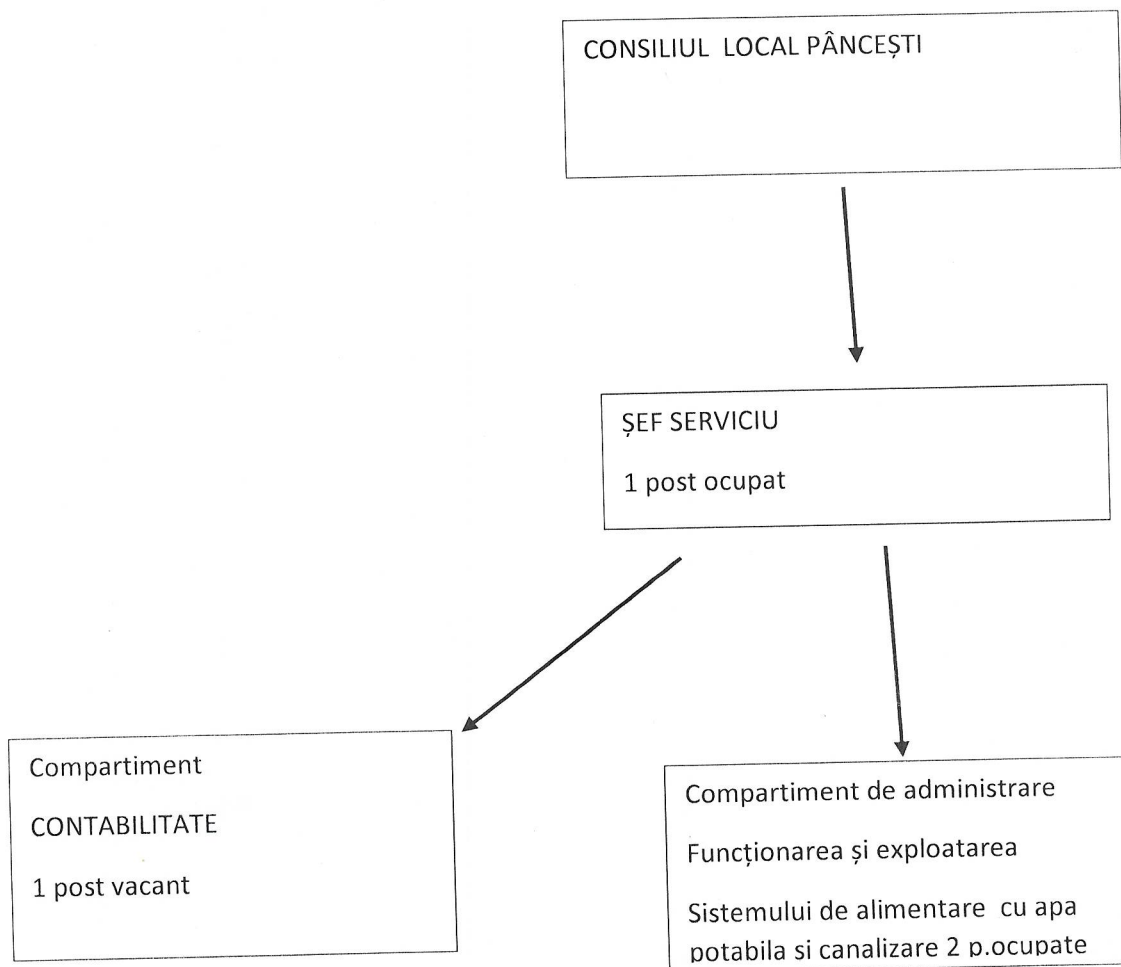 CONSILIUL LOCAL PÂNCEȘTI
ȘEF SERVICIU
1 post ocupat
Compartiment
CONTABILITATE
1 post vacant
Compartiment de administrare
Funcționarea și exploatarea
Sistemului de alimentare cu apa
potabila si canalizare 2 p.ocupate